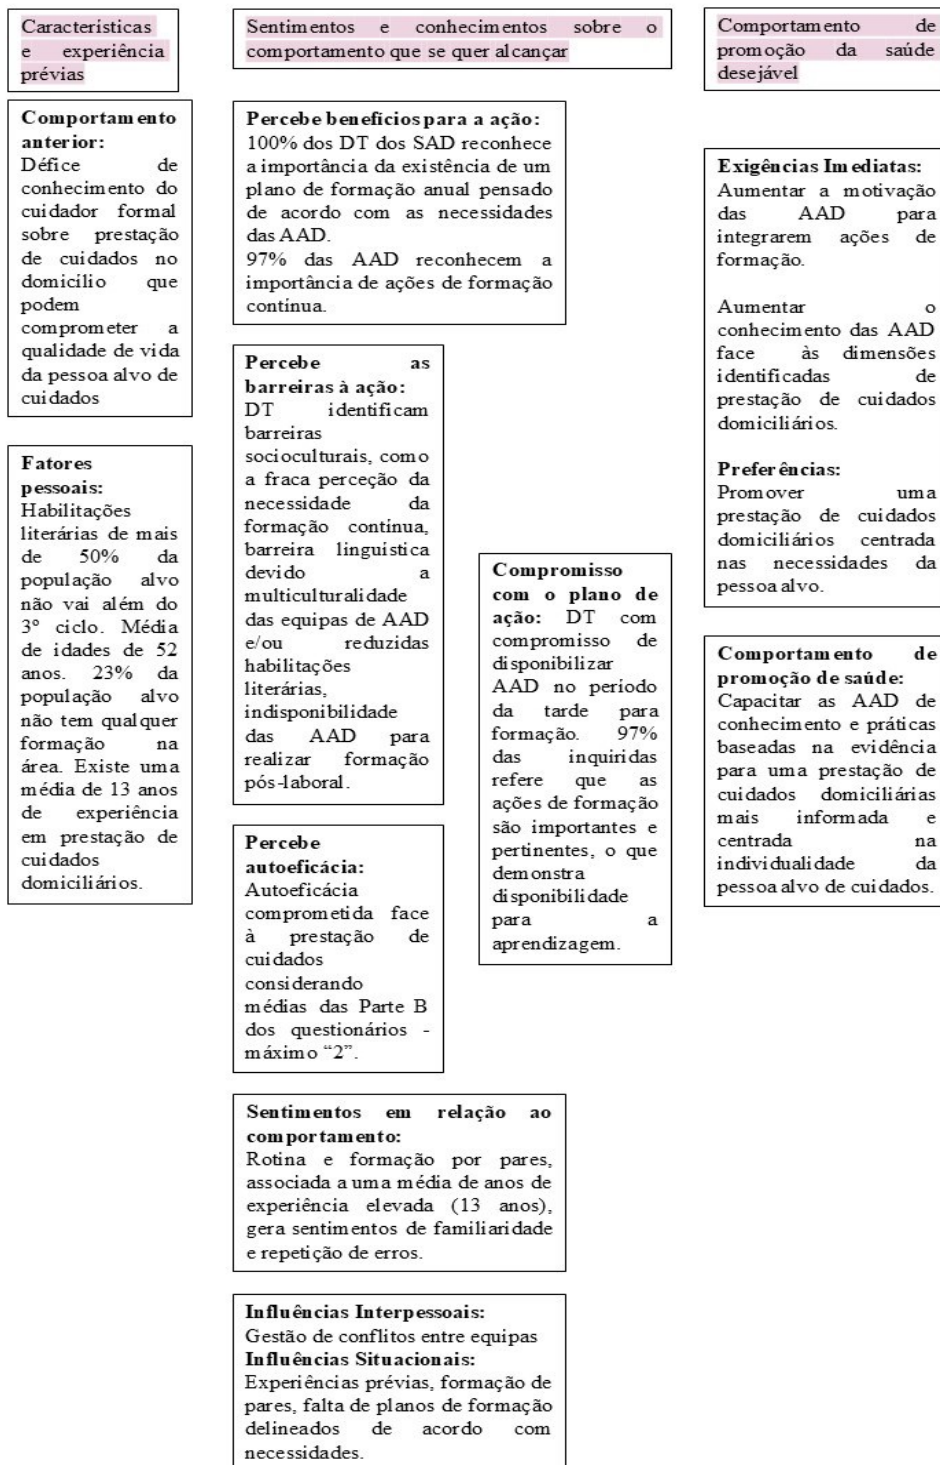 Características
e experiência
prévias
Comportamento
anterior:
Défice de
conhecimento do
cuidador formal
sobre prestação
de cuidados no
domicílio que
podem
comprometer a
qualidade de vida
da pessoa alvo de
cuidados
Fatores
pessoais:
Habilitações
literárias de mais
de 50% da
população alvo
não vai além do
3º ciclo. Média
de idades de 52
anos. 23% da
população alvo
não tem qualquer
formação na
área. Existe uma
média de 13 anos
de experiência
em prestação de
cuidados
domiciliários.
Sentimentos e conhecimentos sobre o
comportamento que se quer alcançar
Percebe benefícios para a ação:
100% dos DT dos SAD reconhece
a importância da existência de um
plano de formação anual pensado
de acordo com as necessidades
das AAD.
97% das AAD reconhecem a
importância de ações de formação
contínua.
Percebe as
barreiras à ação:
DT identificam
barreiras
socioculturais, como
a fraca perceção da
necessidade da
formação contínua,
barreira linguística
devido a
multiculturalidade
das equipas de AAD
e/ou reduzidas
habilitações
literárias,
indisponibilidade
das AAD para
realizar formação
pós-laboral.
Percebe
autoeficácia:
Autoeficácia
comprometida face
à prestação de
cuidados
considerando
médias das Parte B
dos questionários -
máximo “2”.
Compromisso
com o plano de
ação: DT com
compromisso de
disponibilizar
AAD no período
da tarde para
formação. 97%
das inquiridas
refere que as
ações de formação
são importantes e
pertinentes, o que
demonstra
disponibilidade
para a
aprendizagem.
Sentimentos em relação ao
comportamento:
Rotina e formação por pares,
associada a uma média de anos de
experiência elevada (13 anos),
gera sentimentos de familiaridade
e repetição de erros.
Influências Interpessoais:
Gestão de conflitos entre equipas
Influências Situacionais:
Experiências prévias, formação de
pares, falta de planos de formação
delineados de acordo com
necessidades.
Comportamento de
promoção da saúde
desejável
Exigências Imediatas:
Aumentar a motivação
das AAD para
integrarem ações de
formação.
Aumentar o
conhecimento das AAD
face às dimensões
identificadas de
prestação de cuidados
domiciliários.
Preferências:
Promover uma
prestação de cuidados
domiciliários centrada
nas necessidades da
pessoa alvo.
Comportamento de
promoção de saúde:
Capacitar as AAD de
conhecimento e práticas
baseadas na evidência
para uma prestação de
cuidados domiciliárias
mais informada e
centrada na
individualidade da
pessoa alvo de cuidados.